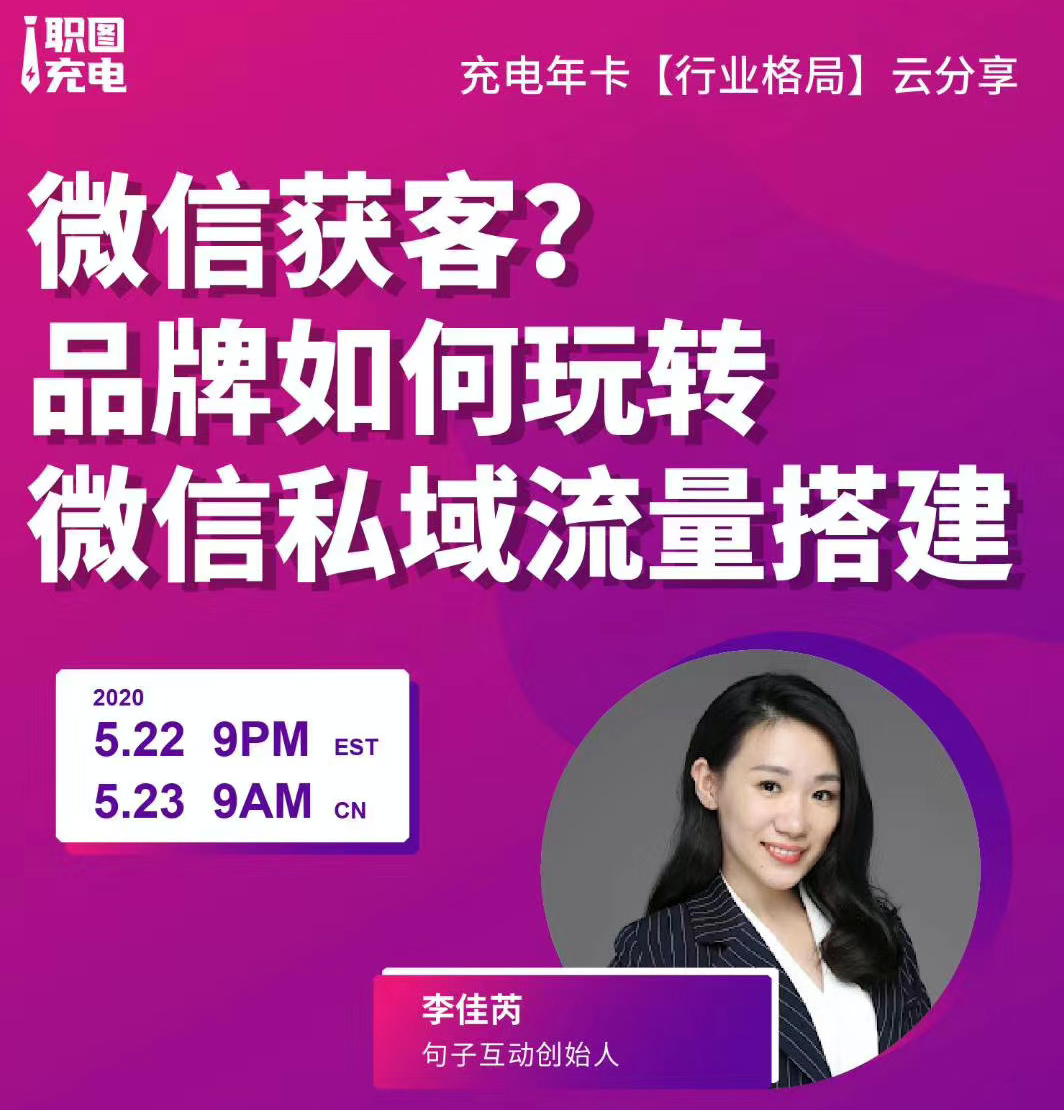 职图
充电
充电年卡【行业格局】云分享
微信获客？
品牌如何玩转
微信私域流量搭建
2020
5.22 9PM EST
5.23 9AM CN
李佳芮
句子互动创始人